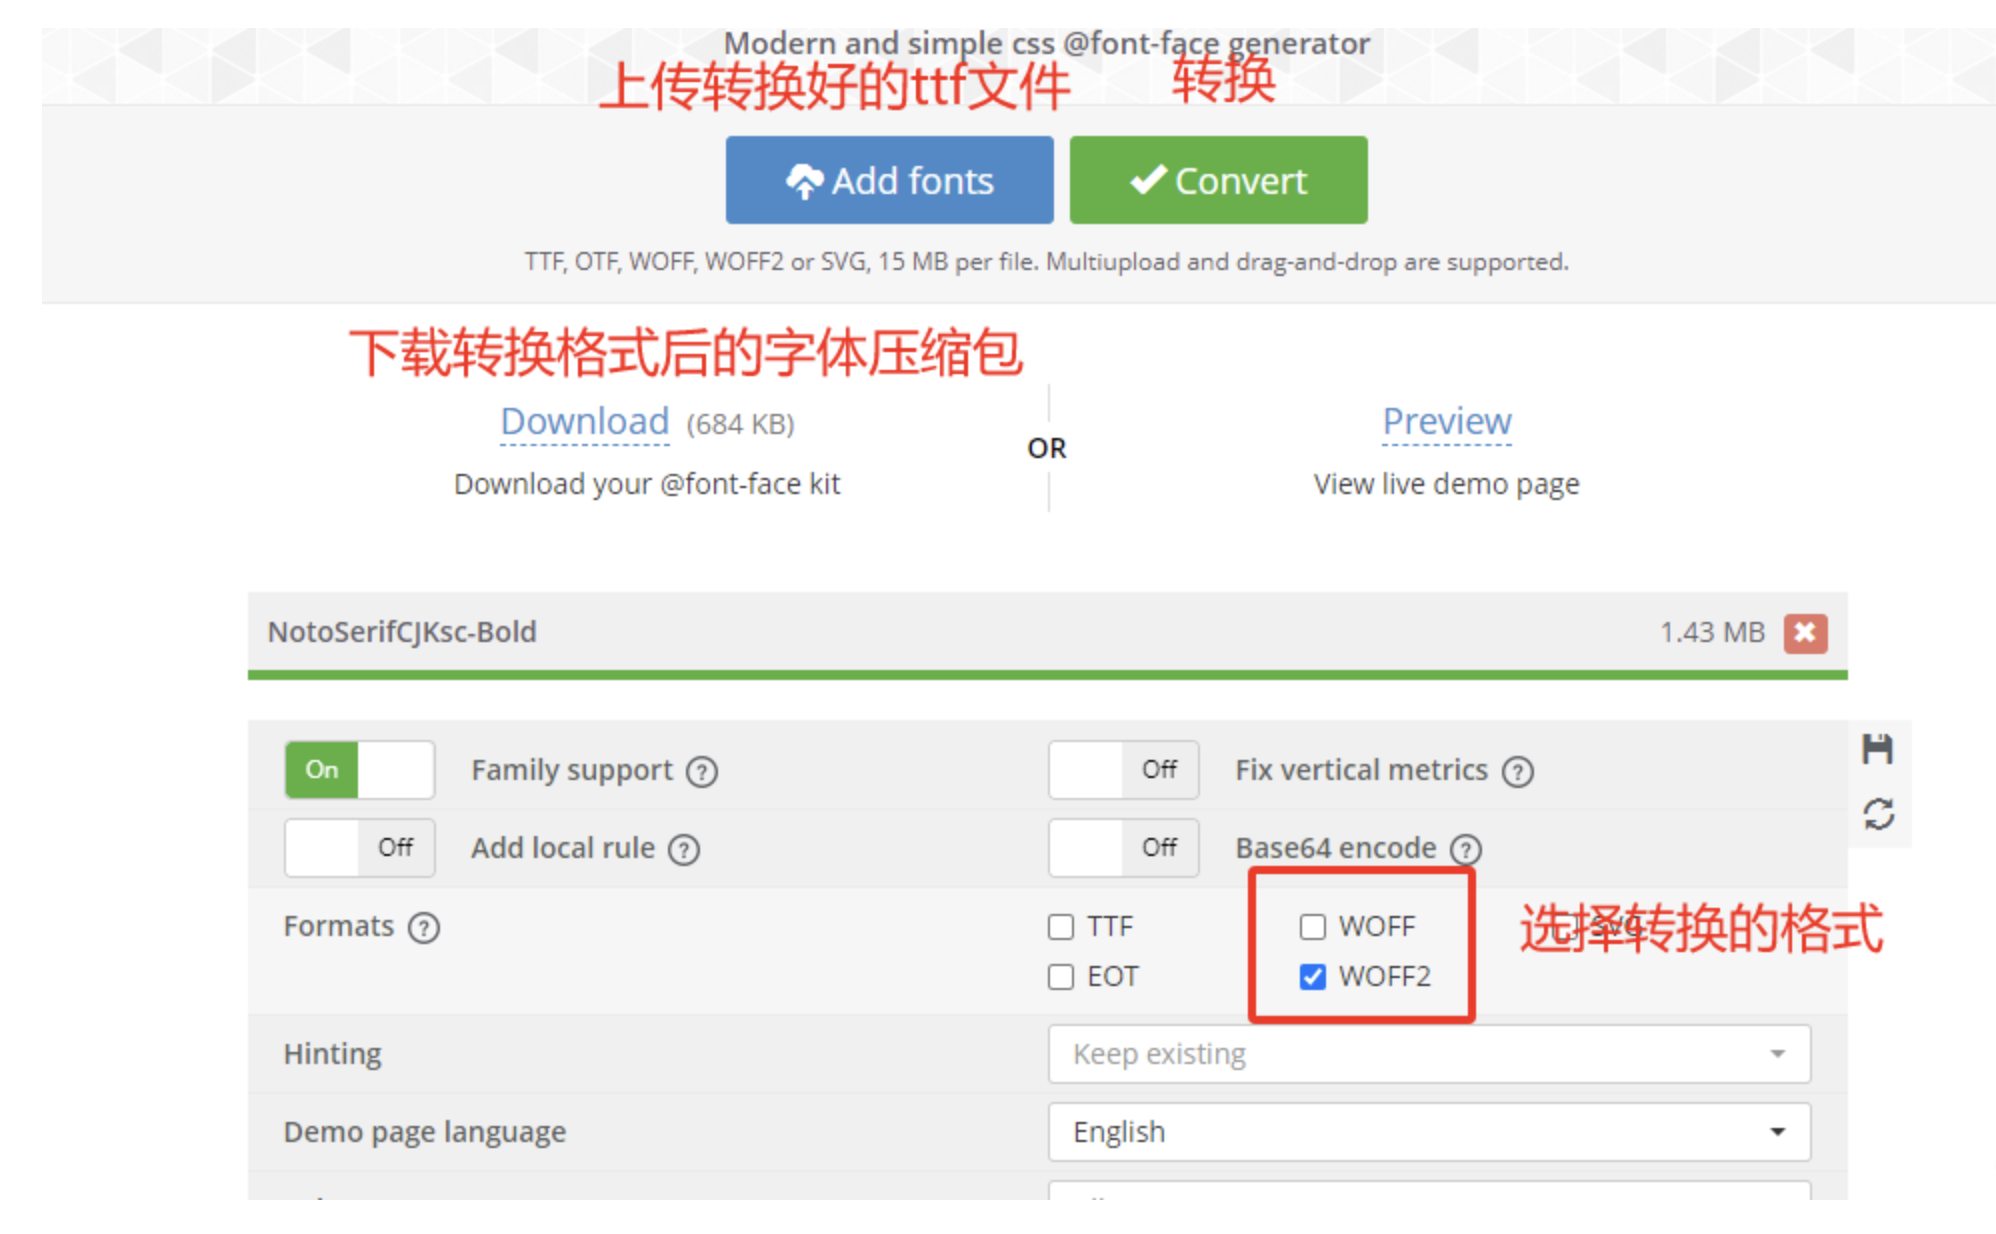 Modern and simple css @font-face generator
上传转换好的ttf文件 转换
Add fonts Convert
TTF, OTF, WOFF, WOFF2 or SVG, 15 MB per file. Multiupload and drag-and-drop are supported.
下载转换格式后的字体压缩包
Download (684 KB)
Download your @font-face kit
OR
Preview
View live demo page
NotoSerifCJKsc-Bold 1.43 MB
On Family support ? Off Fix vertical metrics ?
Off Add local rule ? Off Base64 encode ?
Formats ? TTF WOFF SVG
选择转换的格式
EOT WOFF2
Hinting Keep existing
Demo page language English